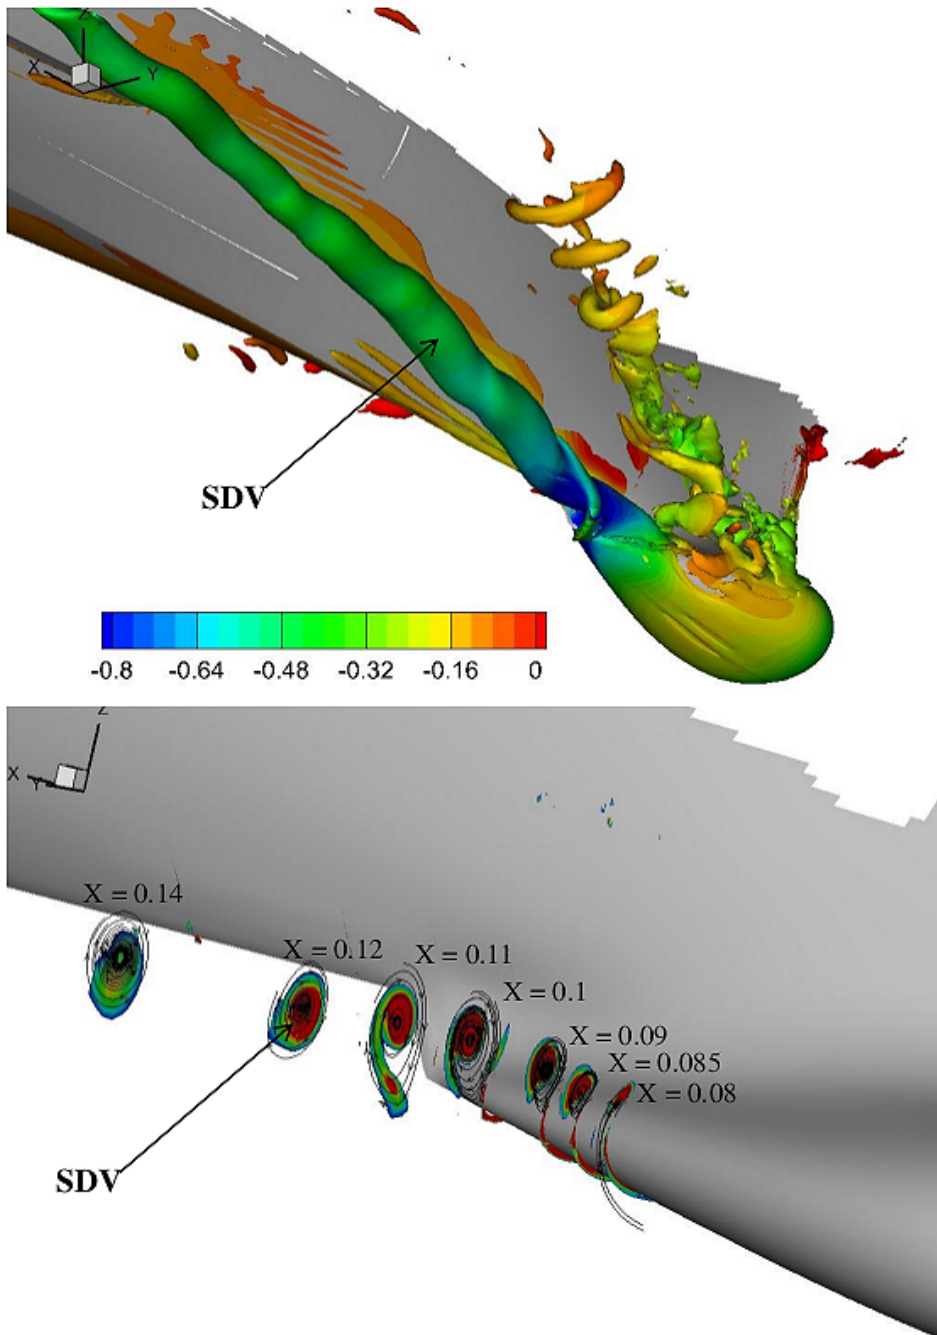 Z
X
Y
SDV
-0.8 -0.64 -0.48 -0.32 -0.16 0
Z
X
Y
X = 0.14
X = 0.12
X = 0.11
X = 0.1
X = 0.09
X = 0.085
X = 0.08
SDV